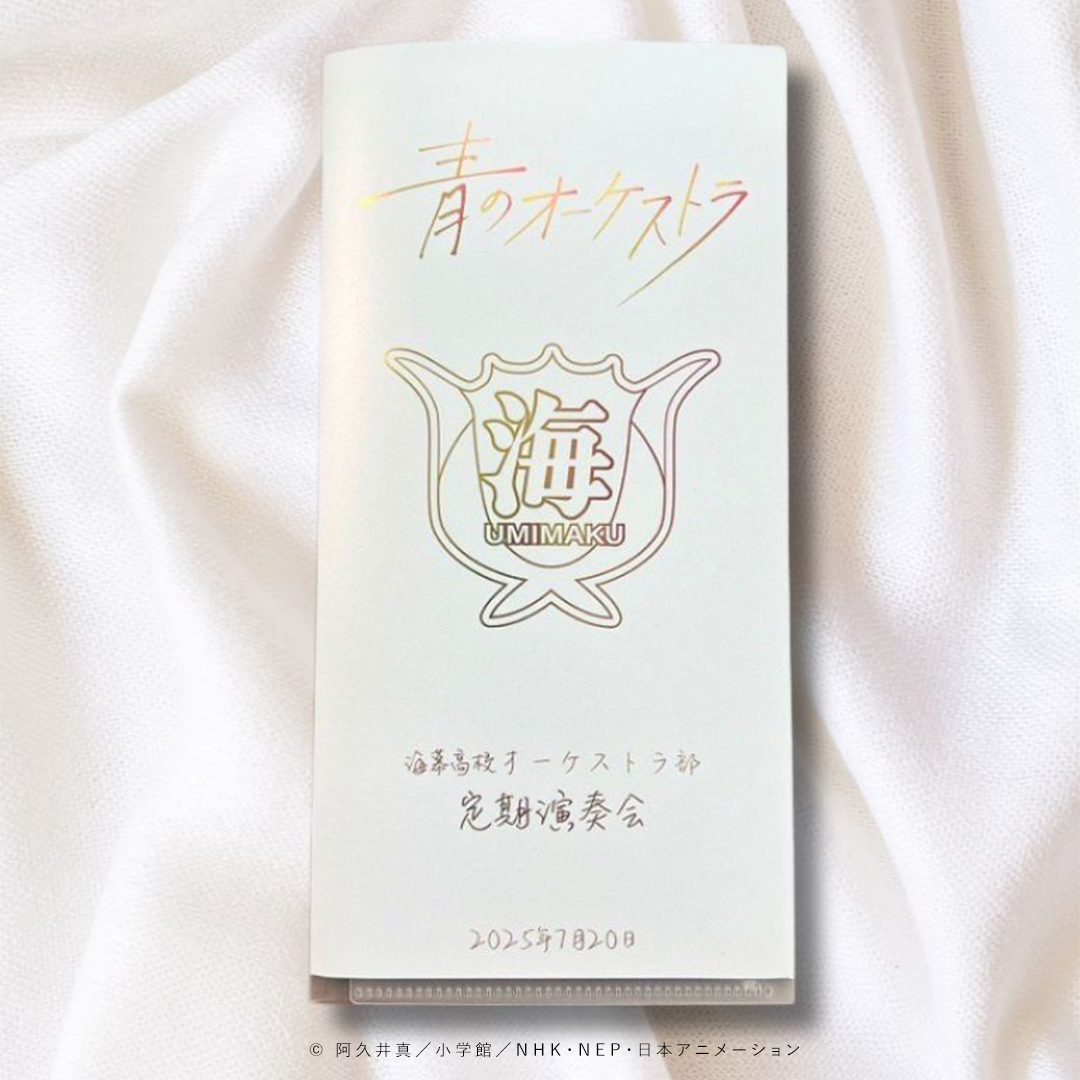 青のオーケストラ
海
UMIMAKU
海幕高校オーケストラ部
定期演奏会
2025年7月20日
© 阿久井真／小学館／NHK・NEP・日本アニメーション